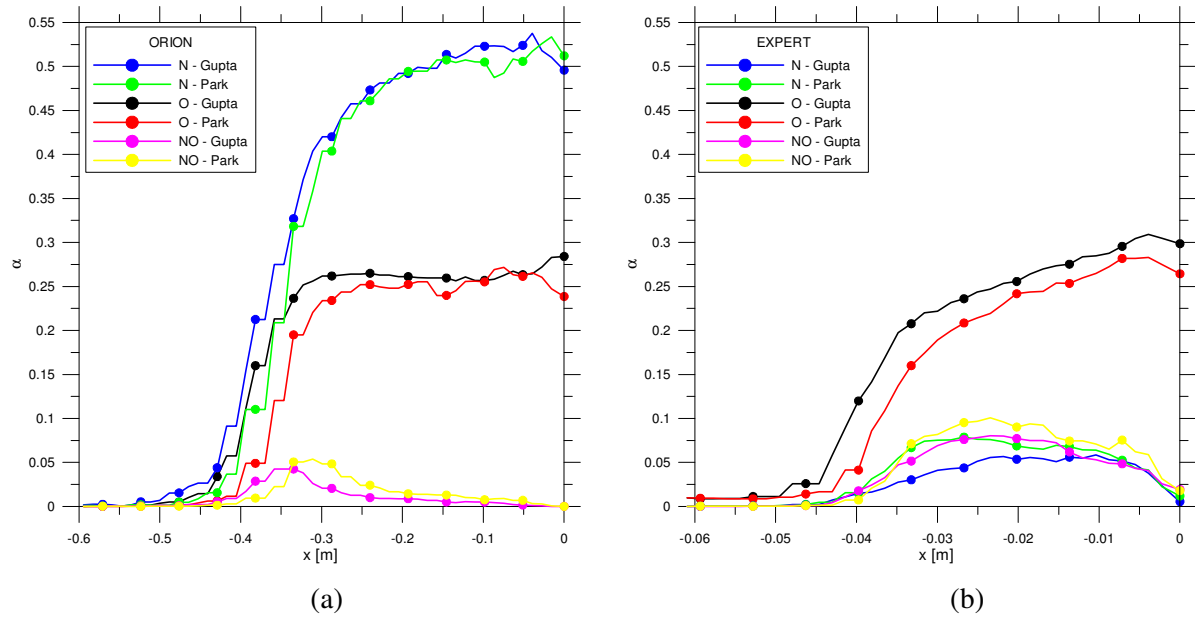 ORION
N - Gupta
N - Park
O - Gupta
O - Park
NO - Gupta
NO - Park
0.55
0.5
0.45
0.4
0.35
0.3
0.25
0.2
0.15
0.1
0.05
0
α
-0.6
-0.5
-0.4
-0.3
-0.2
-0.1
0
x [m]
(a)
EXPERT
N - Gupta
N - Park
O - Gupta
O - Park
NO - Gupta
NO - Park
0.55
0.5
0.45
0.4
0.35
0.3
0.25
0.2
0.15
0.1
0.05
0
α
-0.06
-0.05
-0.04
-0.03
-0.02
-0.01
0
x [m]
(b)